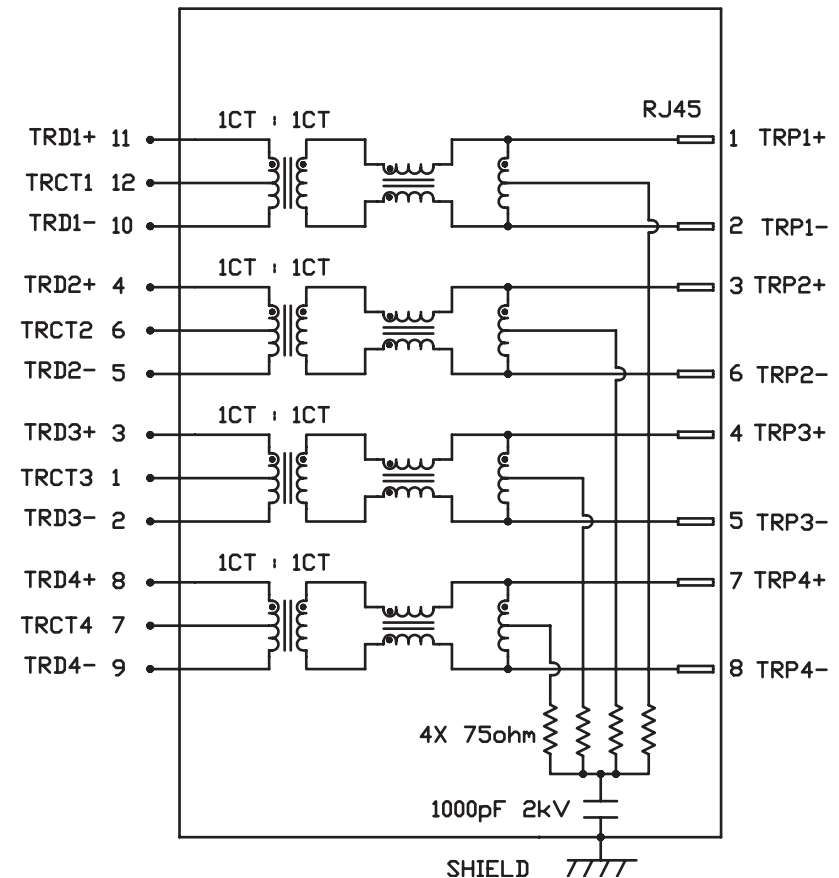 RJ45
1CT : 1CT
TRD1+ 11
1 TRP1+
TRCT1 12
TRD1- 10
2 TRP1-
1CT : 1CT
TRD2+ 4
3 TRP2+
TRCT2 6
TRD2- 5
6 TRP2-
1CT : 1CT
TRD3+ 3
4 TRP3+
TRCT3 1
TRD3- 2
5 TRP3-
1CT : 1CT
TRD4+ 8
7 TRP4+
TRCT4 7
TRD4- 9
8 TRP4-
4X 75ohm
1000pF 2kV
SHIELD